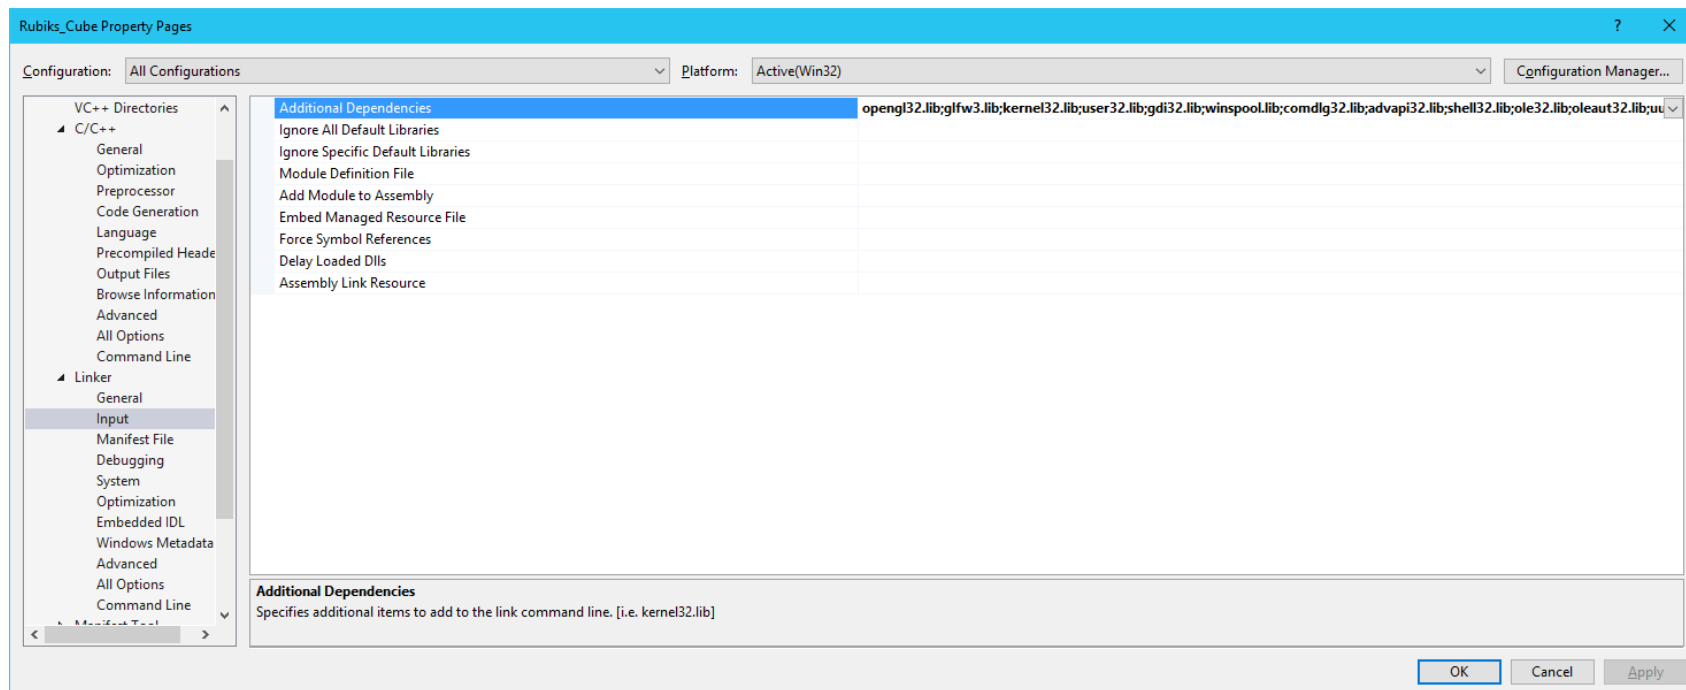 Rubiks_Cube Property Pages
?
Configuration: All Configurations Platform: Active(Win32) Configuration Manager...
VC++ Directories
C/C++
General
Optimization
Preprocessor
Code Generation
Language
Precompiled Heade
Output Files
Browse Information
Advanced
All Options
Command Line
Linker
General
Input
Manifest File
Debugging
System
Optimization
Embedded IDL
Windows Metadata
Advanced
All Options
Command Line
Manifest Tool
Additional Dependencies opengl32.lib;glfw3.lib;kernel32.lib;user32.lib;gdi32.lib;winspool.lib;comdlg32.lib;advapi32.lib;shell32.lib;ole32.lib;oleaut32.lib;uu
Ignore All Default Libraries
Ignore Specific Default Libraries
Module Definition File
Add Module to Assembly
Embed Managed Resource File
Force Symbol References
Delay Loaded Dlls
Assembly Link Resource
Additional Dependencies
Specifies additional items to add to the link command line. [i.e. kernel32.lib]
OK Cancel Apply